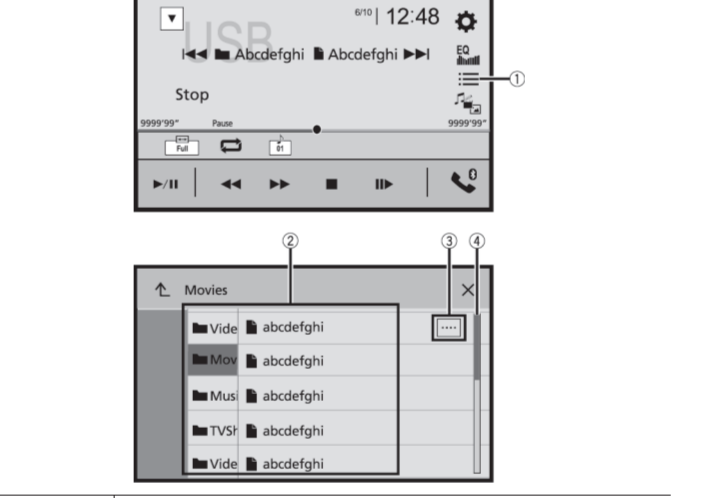 6/10 | 12:48
USB
Abcdefghi Abcdefghi
EQ
①
Stop
9999'99" Pause 9999'99"
Full 01
② ③ ④
Movies
Vide abcdefghi
Mov abcdefghi
Musi abcdefghi
TVSh abcdefghi
Vide abcdefghi